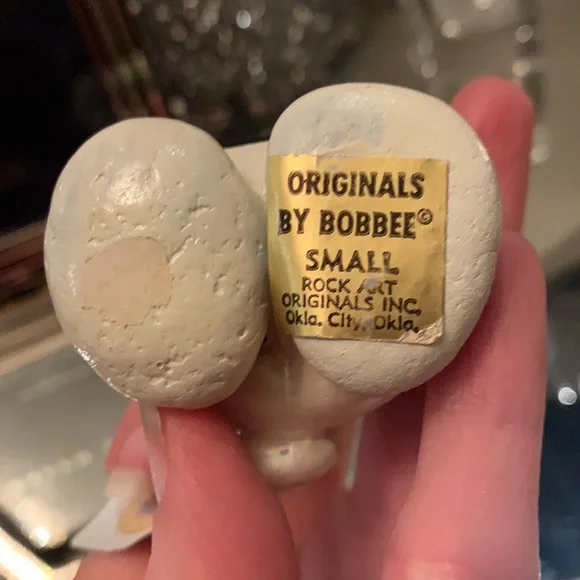 ORIGINALS
BY BOBBEE©
SMALL
ROCK ART
ORIGINALS INC.
Okla. City, Okla.